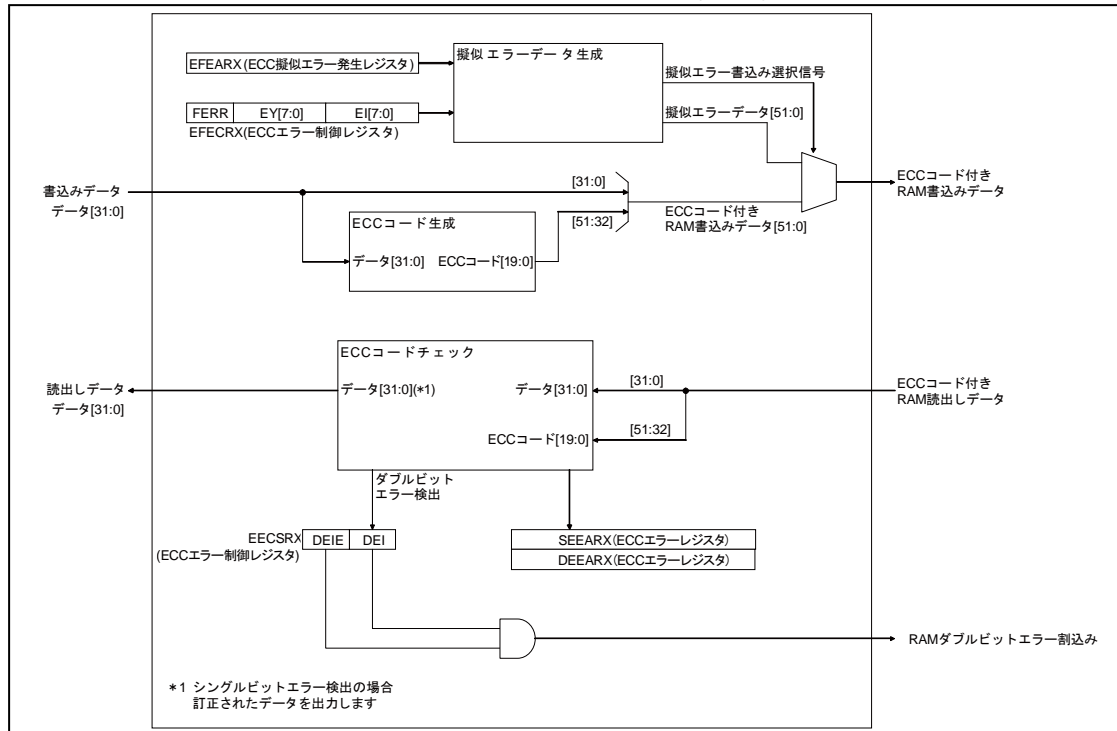 擬似エラーデータ生成
EFEARX(ECC擬似エラー発生レジスタ)
擬似エラー書込み選択信号
FERR EY[7:0] EI[7:0]
擬似エラーデータ[51:0]
EFECRX(ECCエラー制御レジスタ)
ECCコード付き
RAM書込みデータ
書込みデータ
データ[31:0]
[31:0]
[51:32]
ECCコード付き
RAM書込みデータ[51:0]
ECCコード生成
データ[31:0] ECCコード[19:0]
ECCコードチェック
読出しデータ
データ[31:0]
データ[31:0](*1)
データ[31:0]
[31:0]
ECCコード付き
RAM読出しデータ
ECCコード[19:0]
[51:32]
ダブルビット
エラー検出
EECSRX
(ECCエラー制御レジスタ)
DEIE DEI
SEEARX(ECCエラーレジスタ)
DEEARX(ECCエラーレジスタ)
RAMダブルビットエラー割込み
*1 シングルビットエラー検出の場合
訂正されたデータを出力します